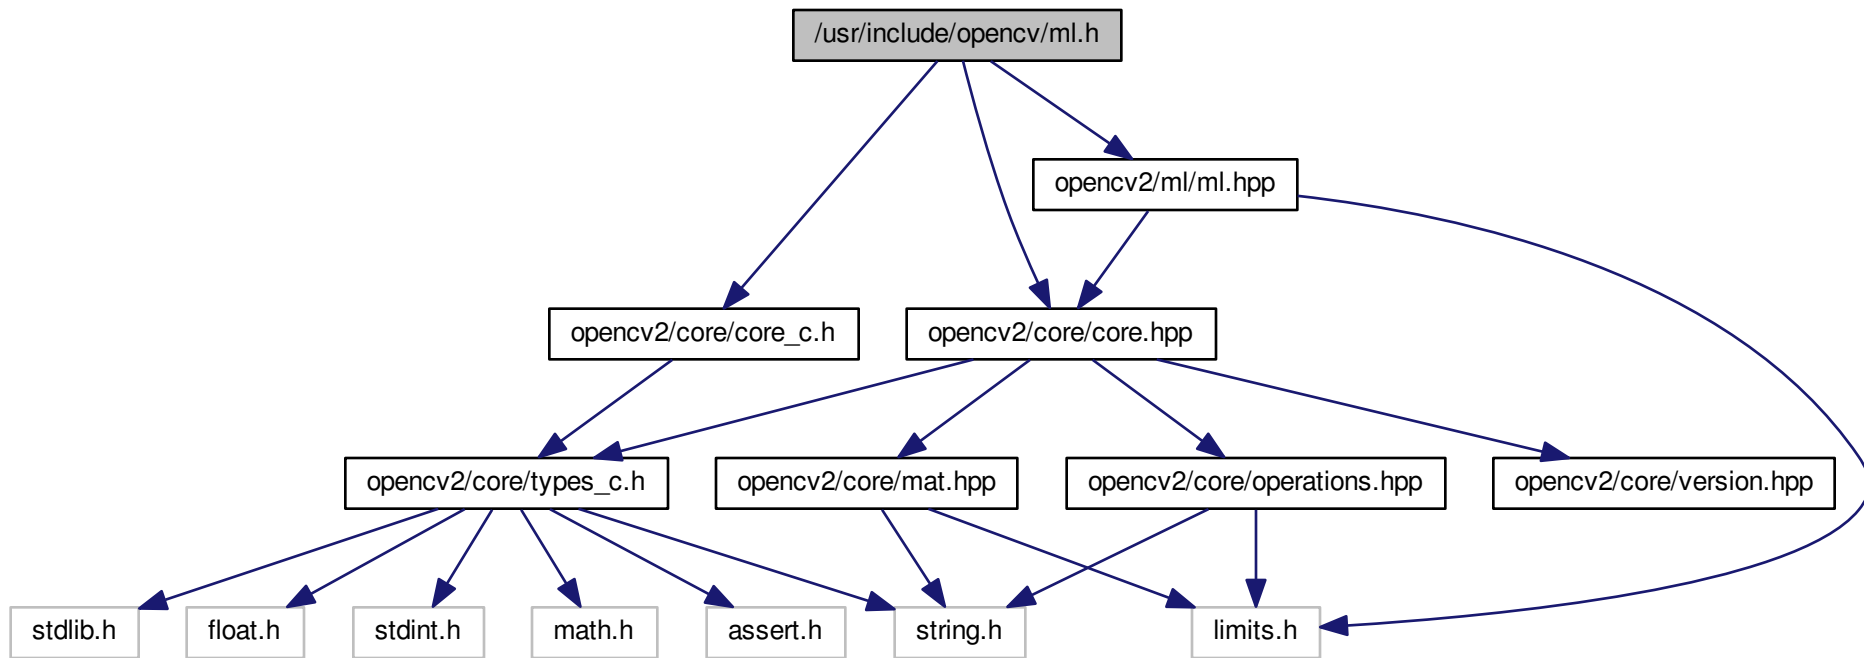 /usr/include/opencv/ml.h
opencv2/ml/ml.hpp
opencv2/core/core_c.h
opencv2/core/core.hpp
opencv2/core/types_c.h
opencv2/core/mat.hpp
opencv2/core/operations.hpp
opencv2/core/version.hpp
stdlib.h
float.h
stdint.h
math.h
assert.h
string.h
limits.h